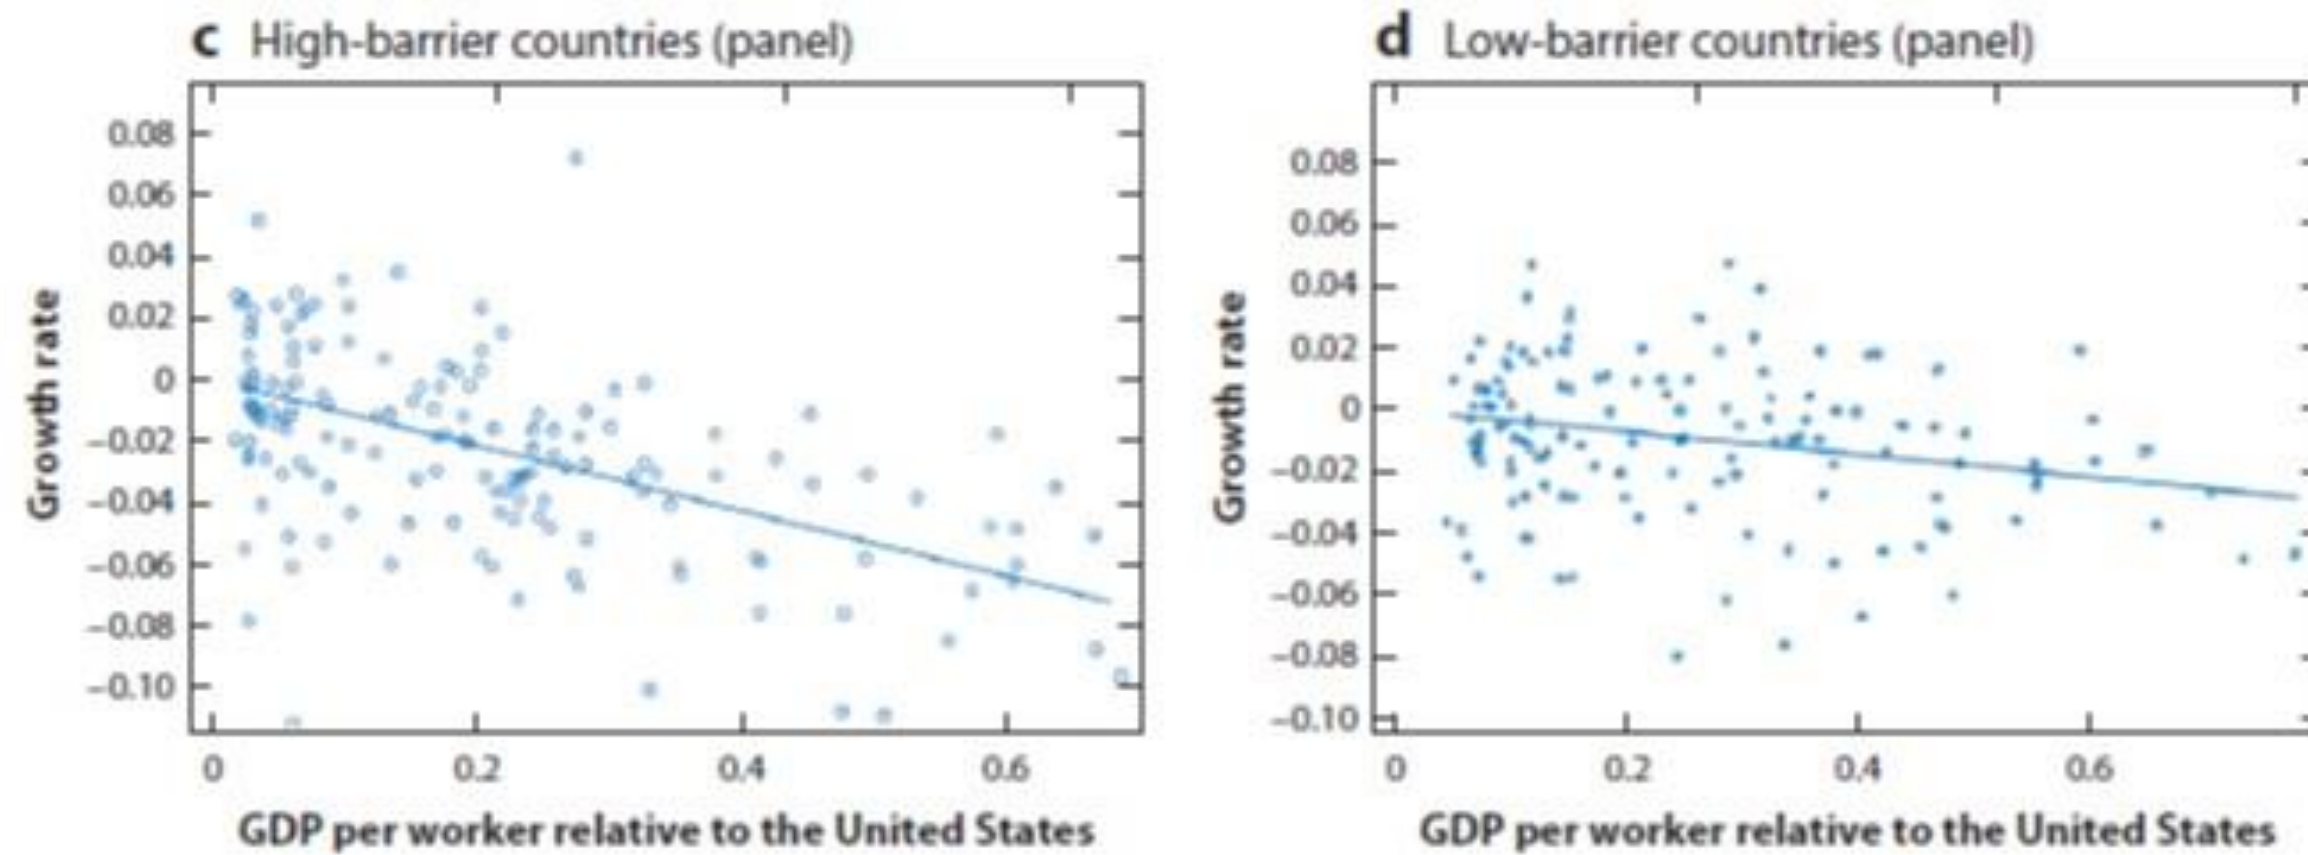 c High-barrier countries (panel)
0.08
0.06
0.04
0.02
0
−0.02
−0.04
−0.06
−0.08
−0.10
Growth rate
0 0.2 0.4 0.6
GDP per worker relative to the United States
d Low-barrier countries (panel)
0.08
0.06
0.04
0.02
0
−0.02
−0.04
−0.06
−0.08
−0.10
Growth rate
0 0.2 0.4 0.6
GDP per worker relative to the United States